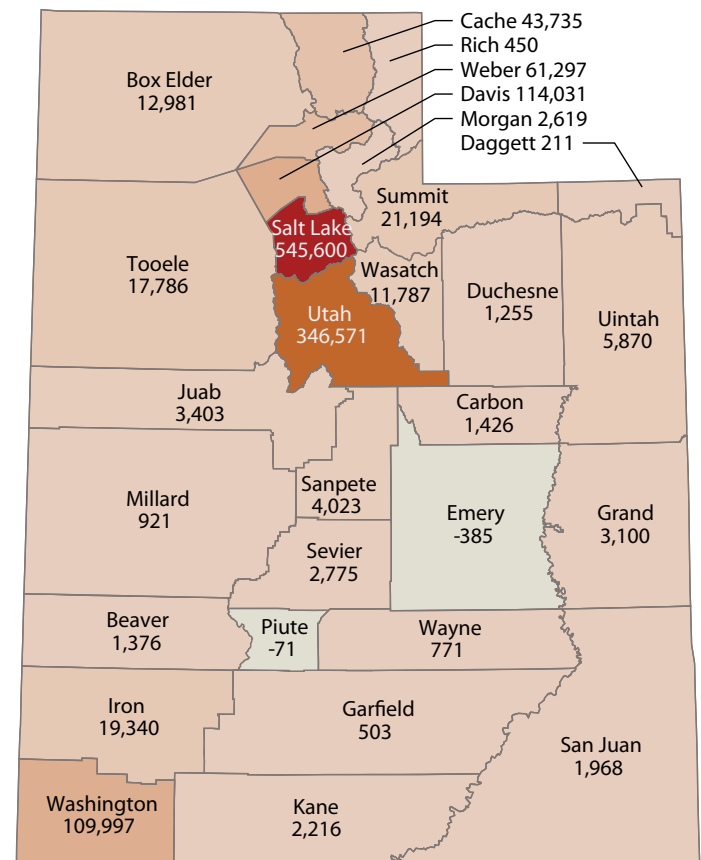 Cache 43,735
Rich 450
Weber 61,297
Davis 114,031
Morgan 2,619
Daggett 211
Box Elder
12,981
Summit
21,194
Salt Lake
545,600
Tooele
17,786
Wasatch
11,787
Duchesne
1,255
Uintah
5,870
Utah
346,571
Juab
3,403
Carbon
1,426
Sanpete
4,023
Millard
921
Emery
-385
Grand
3,100
Sevier
2,775
Beaver
1,376
Piute
-71
Wayne
771
Iron
19,340
Garfield
503
San Juan
1,968
Washington
109,997
Kane
2,216